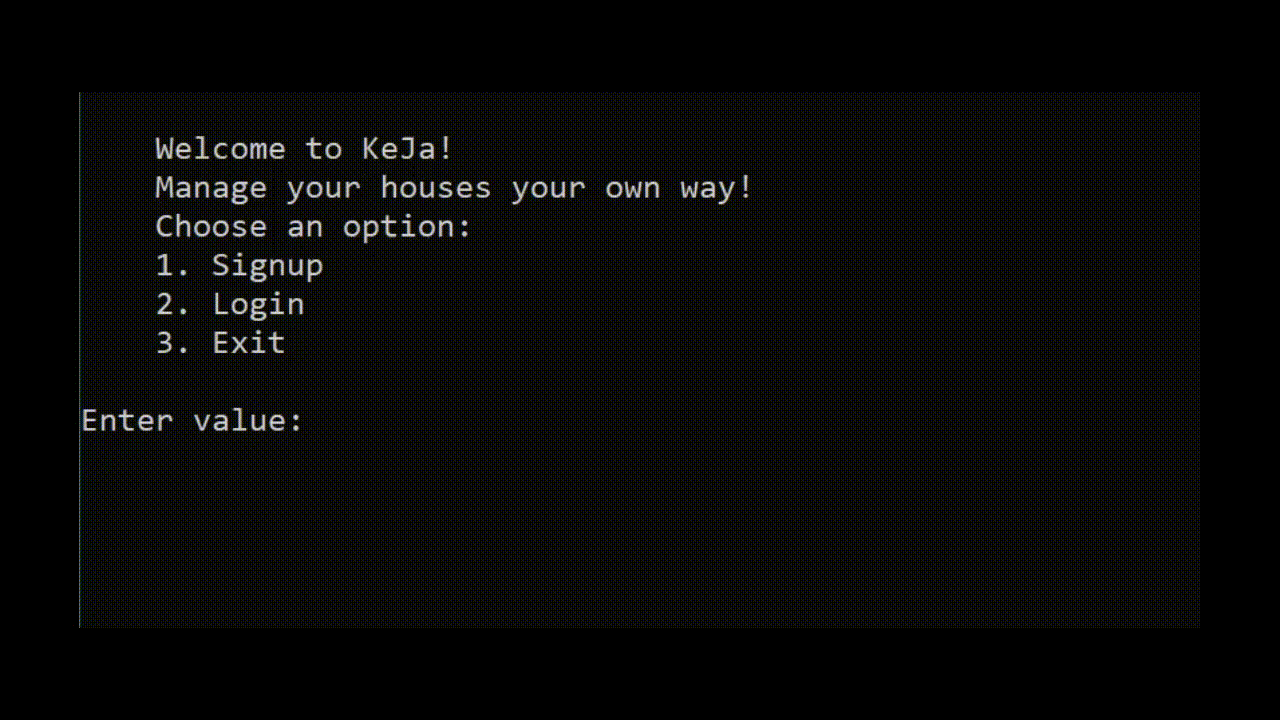 Welcome to KeJa!
Manage your houses your own way!
Choose an option:
1. Signup
2. Login
3. Exit
Enter value: